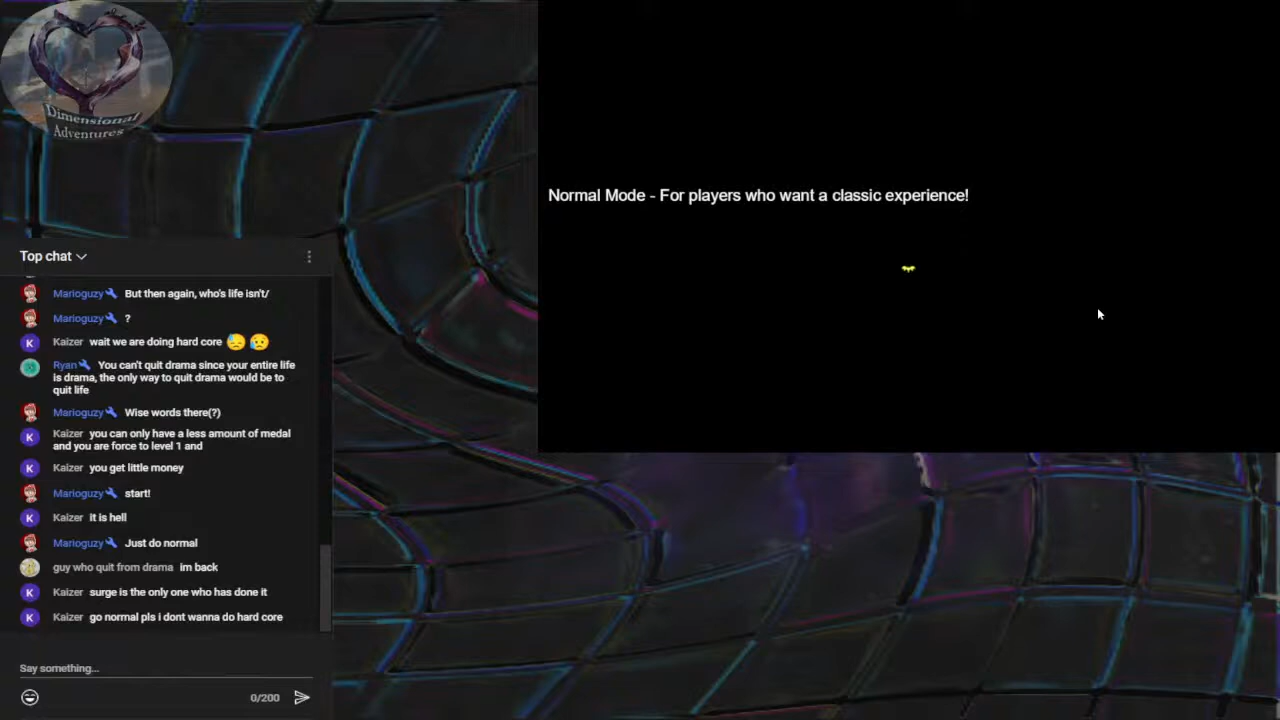 Dimensional
Adventures
Normal Mode - For players who want a classic experience!
Top chat
Marioguzy But then again, who's life isn't/
Marioguzy ?
K Kaizer wait we are doing hard core 😓 😥
Ryan You can't quit drama since your entire life
is drama, the only way to quit drama would be to
quit life
Marioguzy Wise words there(?)
K Kaizer you can only have a less amount of medal
and you are force to level 1 and
K Kaizer you get little money
Marioguzy start!
K Kaizer it is hell
Marioguzy Just do normal
guy who quit from drama im back
K Kaizer surge is the only one who has done it
K Kaizer go normal pls i dont wanna do hard core
Say something...
0/200